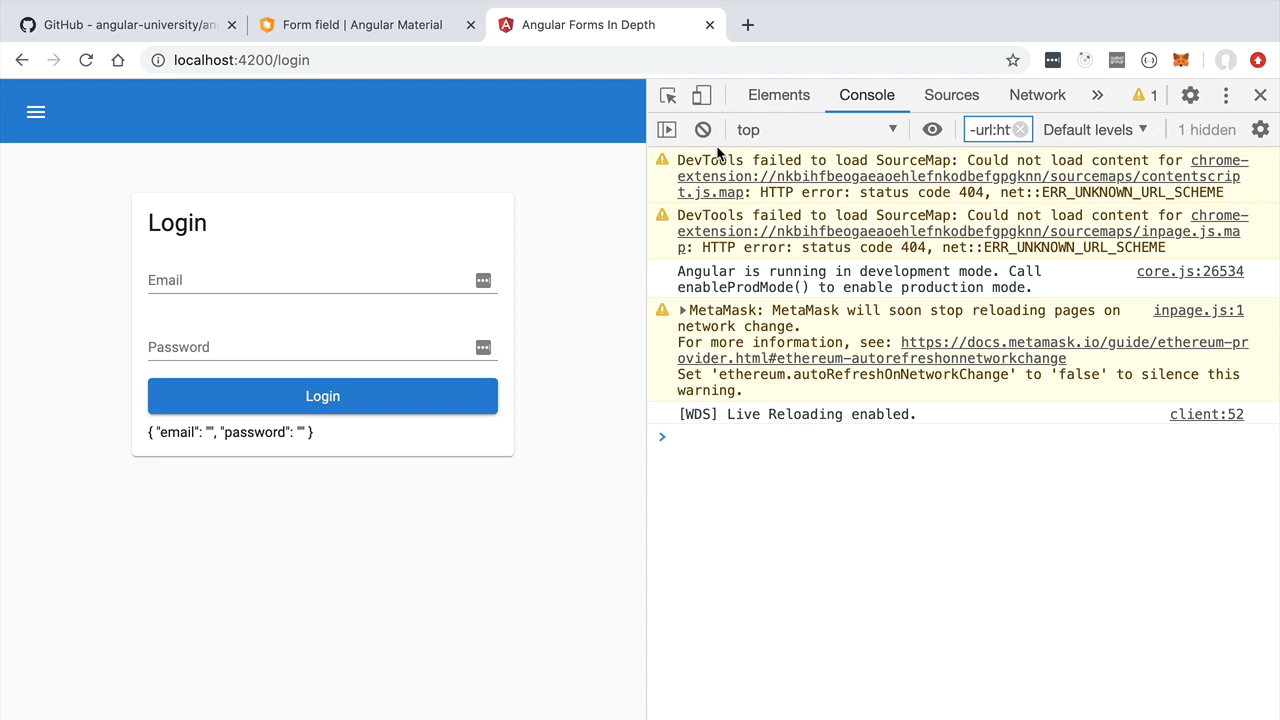 GitHub - angular-university/an
Form field | Angular Material
Angular Forms In Depth
localhost:4200/login
Elements
Console
Sources
Network
1
top
-url:ht
Default levels
1 hidden
Login
Email
Password
Login
{ "email": "", "password": "" }
DevTools failed to load SourceMap: Could not load content for chrome-
extension://nkbihfbeogaeaoehlefnkodbefgpgknn/sourcemaps/contentscrip
t.js.map: HTTP error: status code 404, net::ERR_UNKNOWN_URL_SCHEME
DevTools failed to load SourceMap: Could not load content for chrome-
extension://nkbihfbeogaeaoehlefnkodbefgpgknn/sourcemaps/inpage.js.ma
p: HTTP error: status code 404, net::ERR_UNKNOWN_URL_SCHEME
Angular is running in development mode. Call core.js:26534
enableProdMode() to enable production mode.
MetaMask: MetaMask will soon stop reloading pages on inpage.js:1
network change.
For more information, see: https://docs.metamask.io/guide/ethereum-pr
ovider.html#ethereum-autorefreshonnetworkchange
Set 'ethereum.autoRefreshOnNetworkChange' to 'false' to silence this
warning.
[WDS] Live Reloading enabled. client:52